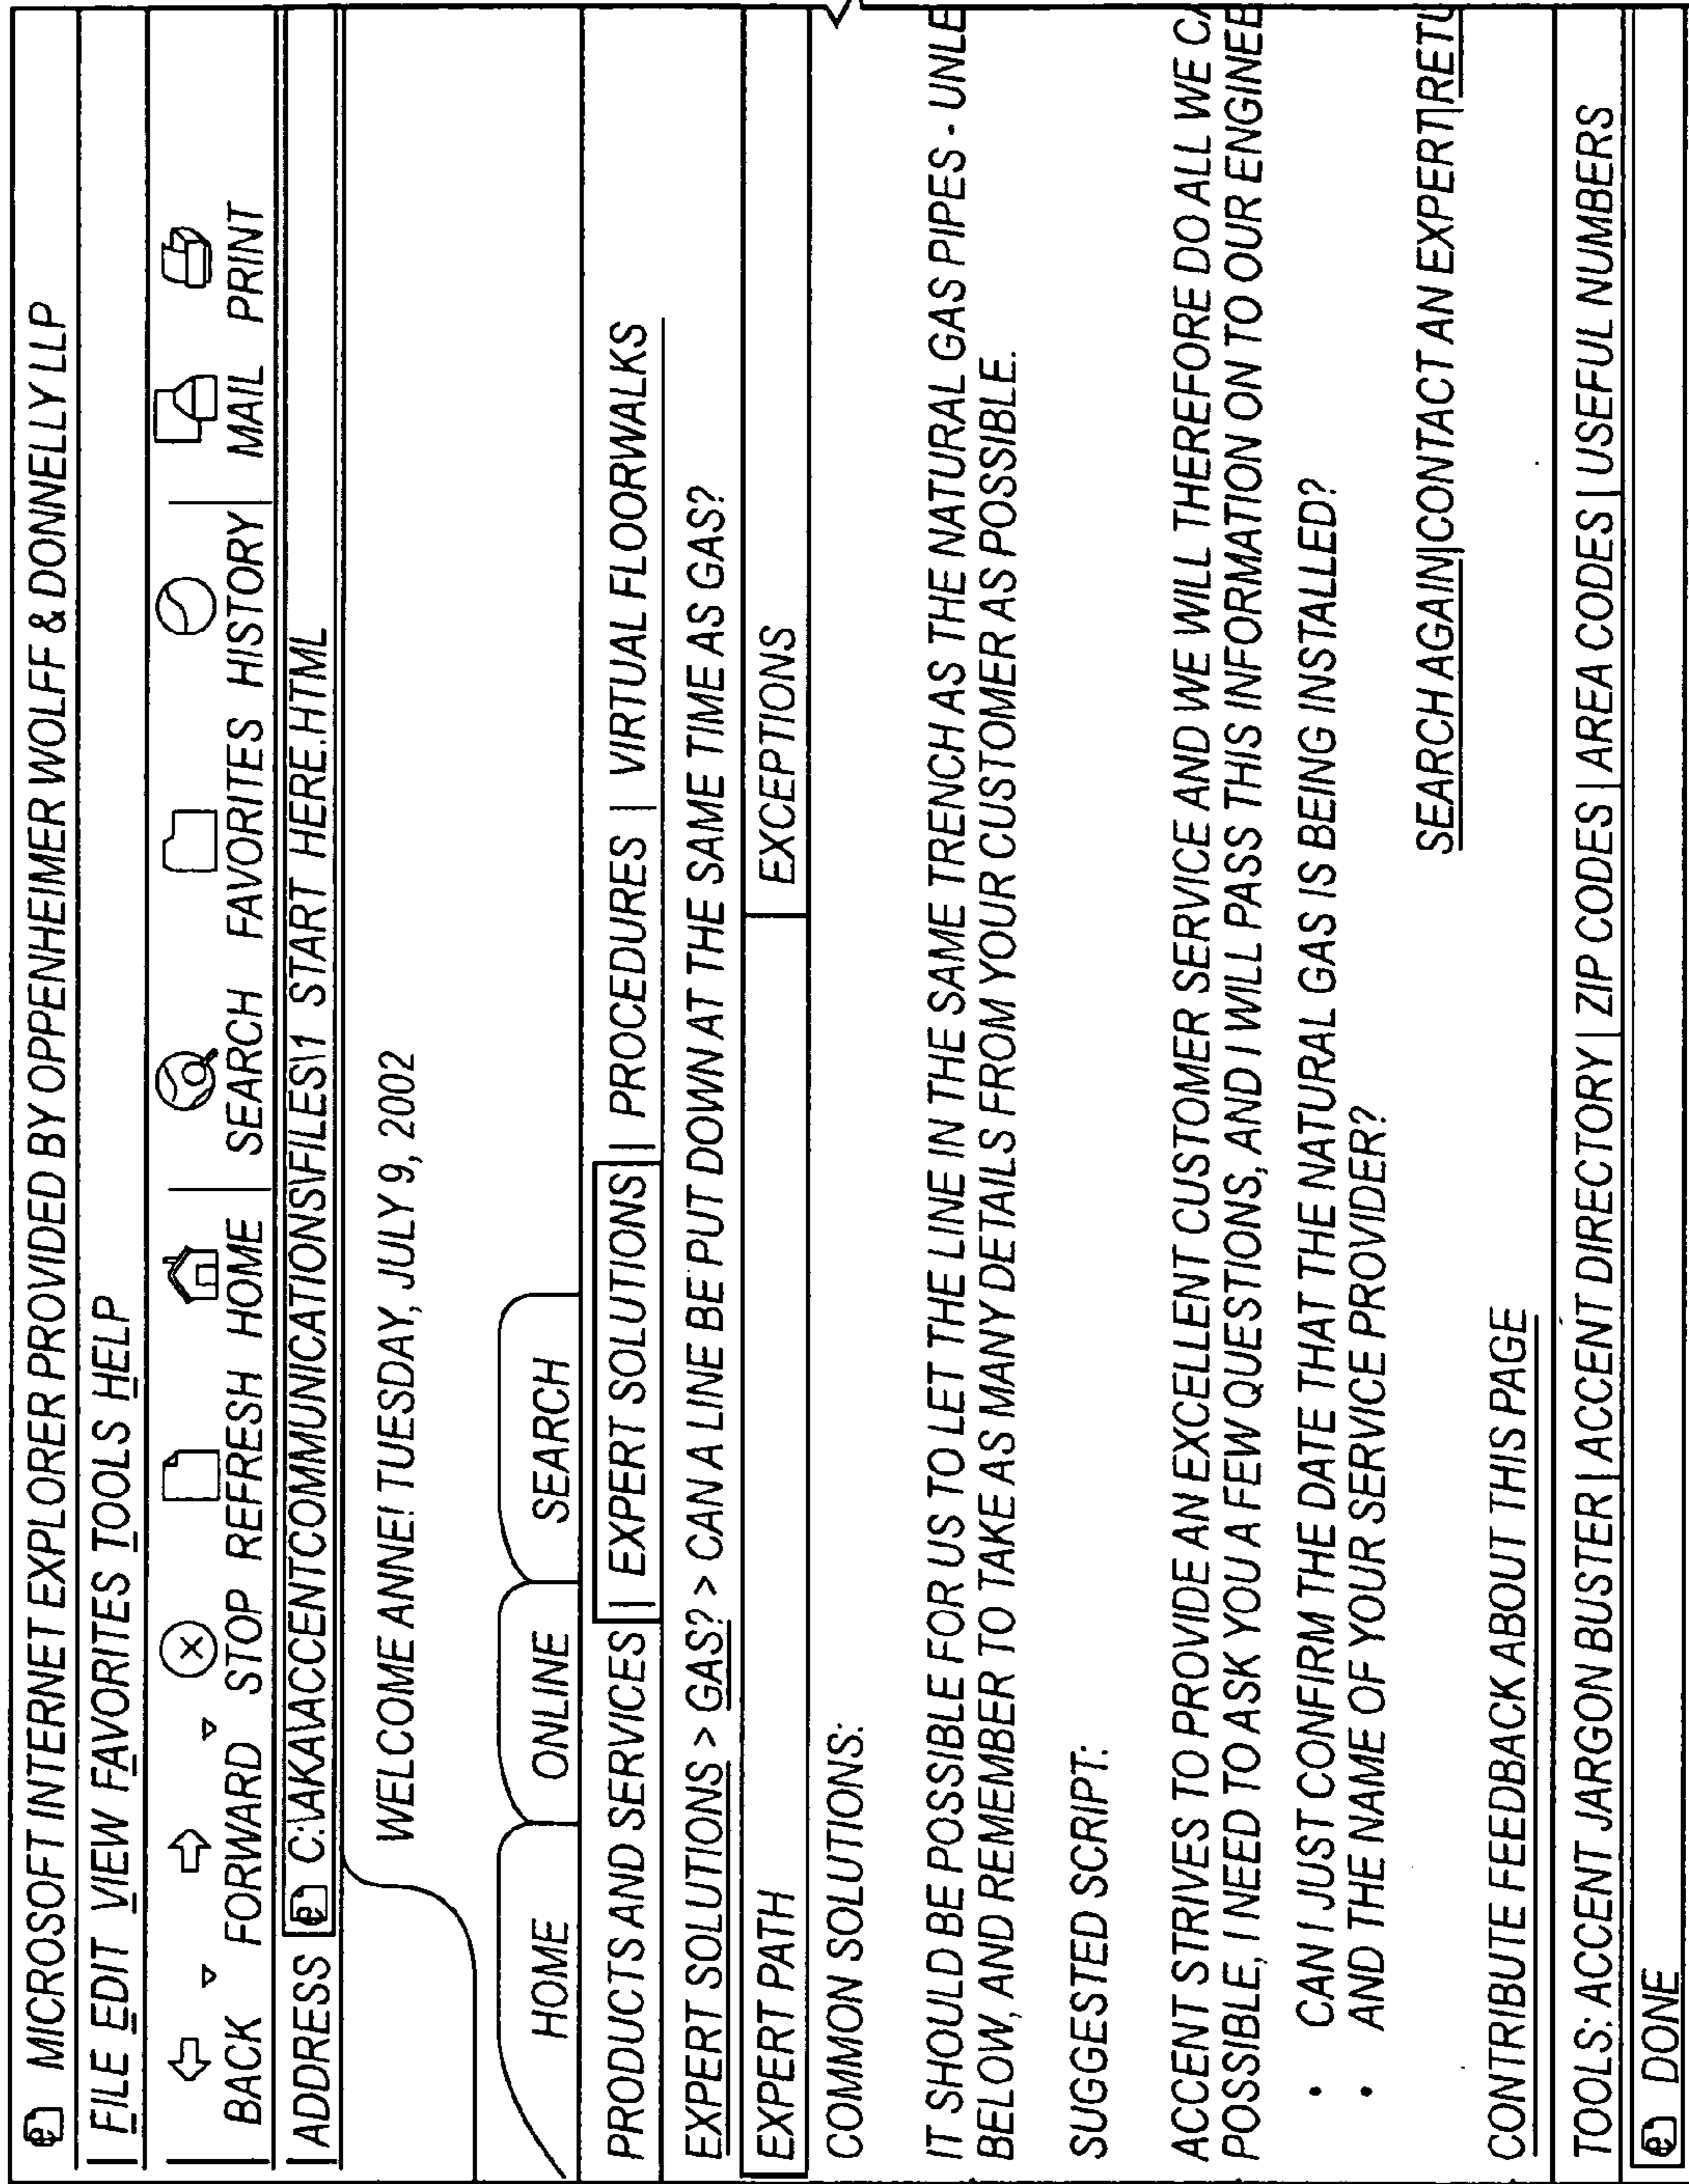 MICROSOFT INTERNET EXPLORER PROVIDED BY OPPENHEIMER WOLFF & DONNELLY LLP
FILE EDIT VIEW FAVORITES TOOLS HELP
BACK FORWARD STOP REFRESH HOME SEARCH FAVORITES HISTORY MAIL PRINT
ADDRESS C:\AKA\ACCENTCOMMUNICATIONS\FILES\1 START HERE.HTML
WELCOME ANNE! TUESDAY, JULY 9, 2002
HOME ONLINE SEARCH
PRODUCTS AND SERVICES | EXPERT SOLUTIONS | PROCEDURES | VIRTUAL FLOORWALKS
EXPERT SOLUTIONS > GAS? > CAN A LINE BE PUT DOWN AT THE SAME TIME AS GAS?
EXPERT PATH EXCEPTIONS
COMMON SOLUTIONS:
IT SHOULD BE POSSIBLE FOR US TO LET THE LINE IN THE SAME TRENCH AS THE NATURAL GAS PIPES - UNLE
BELOW, AND REMEMBER TO TAKE AS MANY DETAILS FROM YOUR CUSTOMER AS POSSIBLE.
SUGGESTED SCRIPT:
ACCENT STRIVES TO PROVIDE AN EXCELLENT CUSTOMER SERVICE AND WE WILL THEREFORE DO ALL WE CA
POSSIBLE, I NEED TO ASK YOU A FEW QUESTIONS, AND I WILL PASS THIS INFORMATION ON TO OUR ENGINEE
• CAN I JUST CONFIRM THE DATE THAT THE NATURAL GAS IS BEING INSTALLED?
• AND THE NAME OF YOUR SERVICE PROVIDER?
SEARCH AGAIN|CONTACT AN EXPERT|RETU
CONTRIBUTE FEEDBACK ABOUT THIS PAGE
TOOLS: ACCENT JARGON BUSTER | ACCENT DIRECTORY | ZIP CODES | AREA CODES | USEFUL NUMBERS
DONE